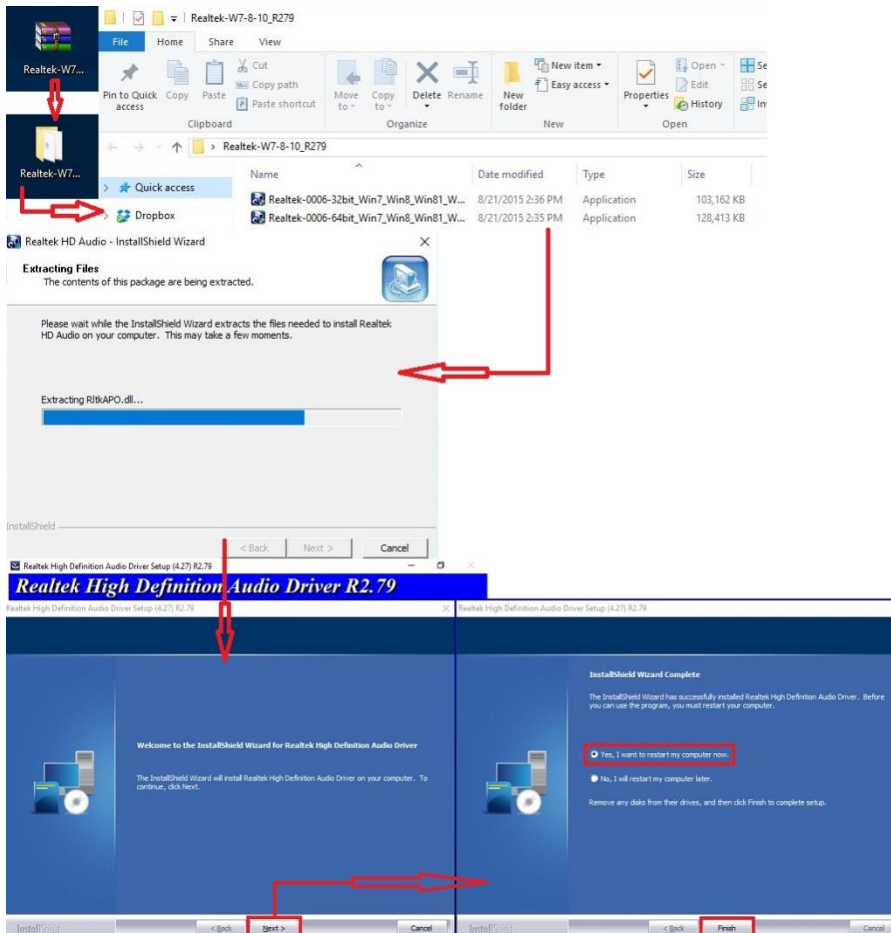 Realtek-W7...
Realtek-W7...
Realtek-W7-8-10_R279
File Home Share View
Pin to Quick access
Copy
Paste
Cut
Copy path
Paste shortcut
Clipboard
Move to
Copy to
Delete
Rename
Organize
New folder
New item
Easy access
New
Properties
Open
Edit
History
Open
Se
Se
In
Realtek-W7-8-10_R279
Quick access
Dropbox
Name Date modified Type Size
Realtek-0006-32bit_Win7_Win8_Win81_W... 8/21/2015 2:36 PM Application 103,162 KB
Realtek-0006-64bit_Win7_Win8_Win81_W... 8/21/2015 2:35 PM Application 128,413 KB
Realtek HD Audio - InstallShield Wizard
Extracting Files
The contents of this package are being extracted.
Please wait while the InstallShield Wizard extracts the files needed to install Realtek
HD Audio on your computer. This may take a few moments.
Extracting RltkAPO.dll...
InstallShield
< Back Next > Cancel
Realtek High Definition Audio Driver Setup (4.27) R2.79
Realtek High Definition Audio Driver R2.79
Realtek High Definition Audio Driver Setup (4.27) R2.79
Welcome to the InstallShield Wizard for Realtek High Definition Audio Driver
The InstallShield Wizard will install Realtek High Definition Audio Driver on your computer. To
continue, click Next.
InstallShield
< Back Next > Cancel
Realtek High Definition Audio Driver Setup (4.27) R2.79
InstallShield Wizard Complete
The InstallShield Wizard has successfully installed Realtek High Definition Audio Driver. Before
you can use the program, you must restart your computer.
Yes, I want to restart my computer now.
No, I will restart my computer later.
Remove any disks from their drives, and then click Finish to complete setup.
InstallShield
< Back Finish Cancel